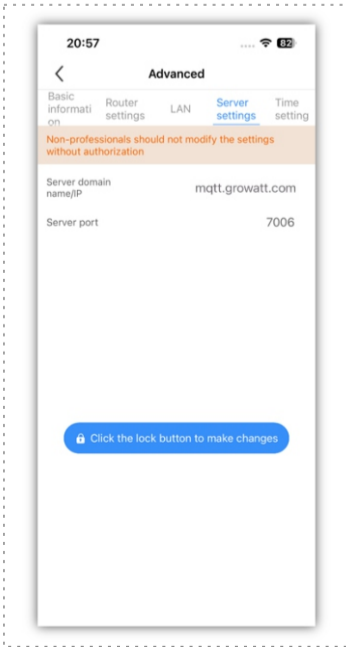 20:57
82
Advanced
Basic
informati
on
Router
settings
LAN
Server
settings
Time
setting
Non-professionals should not modify the settings
without authorization
Server domain
name/IP
mqtt.growatt.com
Server port
7006
Click the lock button to make changes